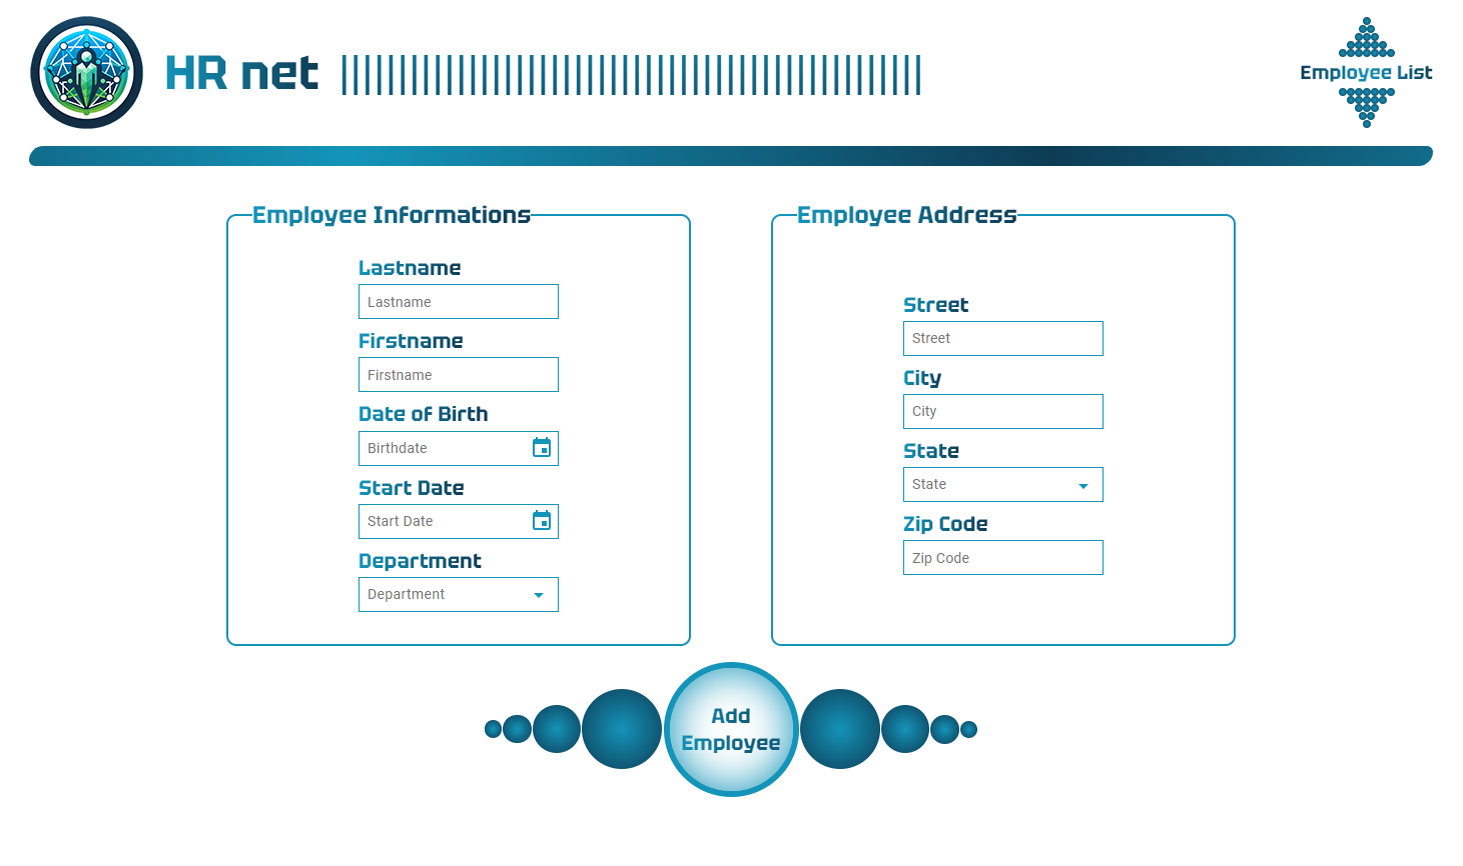 HR net
Employee List
Employee Informations
Lastname
Lastname
Firstname
Firstname
Date of Birth
Birthdate
Start Date
Start Date
Department
Department
Employee Address
Street
Street
City
City
State
State
Zip Code
Zip Code
Add
Employee